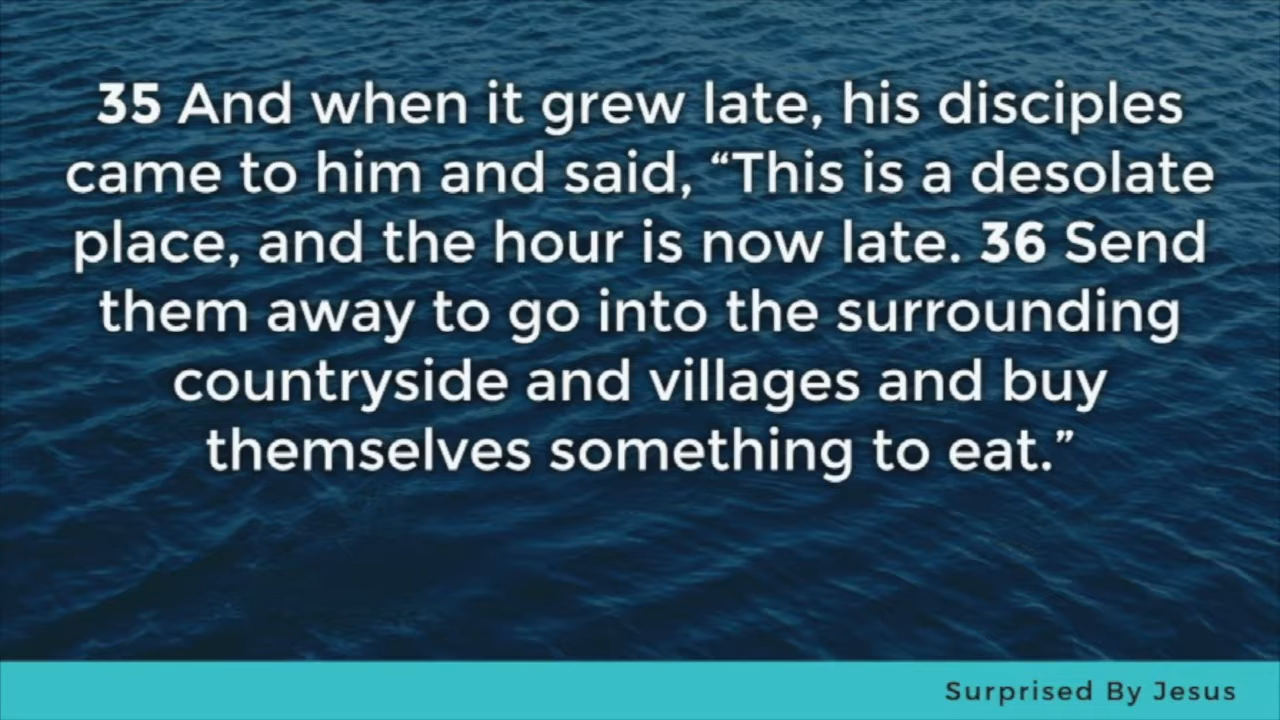 35 And when it grew late, his disciples
came to him and said, “This is a desolate
place, and the hour is now late. 36 Send
them away to go into the surrounding
countryside and villages and buy
themselves something to eat.”
Surprised By Jesus